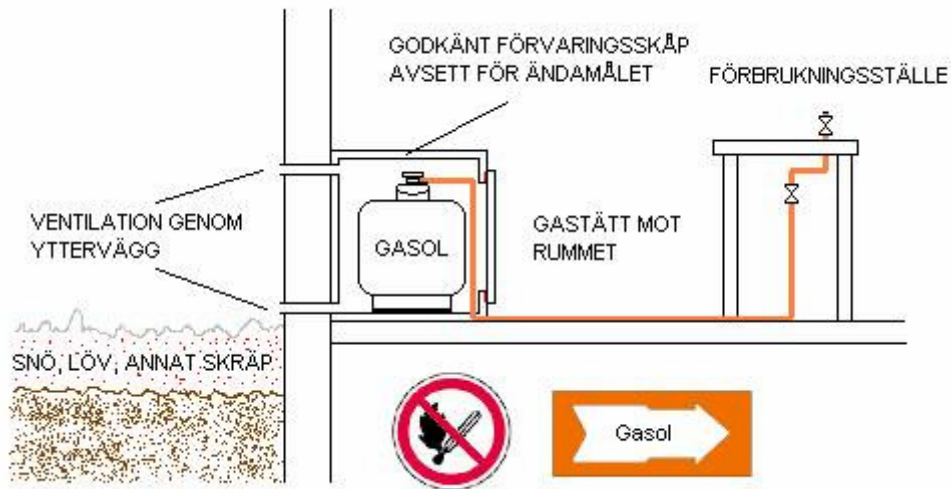 GODKÄNT FÖRVARINGSSKÅP
AVSETT FÖR ÄNDAMÅLET
FÖRBRUKNINGSSTÄLLE
VENTILATION GENOM
YTTERVÄGG
GASOL
GASTÄTT MOT
RUMMET
SNÖ, LÖV, ANNAT SKRÄP
Gasol